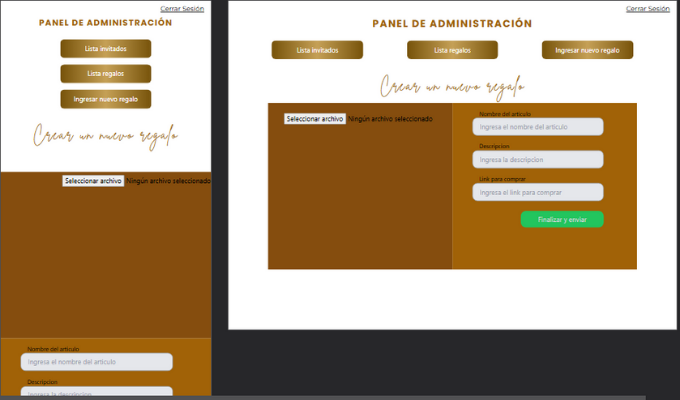 Cerrar Sesión
PANEL DE ADMINISTRACIÓN
Lista invitados
Lista regalos
Ingresar nuevo regalo
Crear un nuevo regalo
Seleccionar archivo Ningún archivo seleccionado
Nombre del articulo
Ingresa el nombre del articulo
Descripcion
Ingresa la descripcion
Cerrar Sesión
PANEL DE ADMINISTRACIÓN
Lista invitados
Lista regalos
Ingresar nuevo regalo
Crear un nuevo regalo
Seleccionar archivo Ningún archivo seleccionado
Nombre del articulo
Ingresa el nombre del articulo
Descripcion
Ingresa la descripcion
Link para comprar
ingresa el link para comprar
Finalizar y enviar